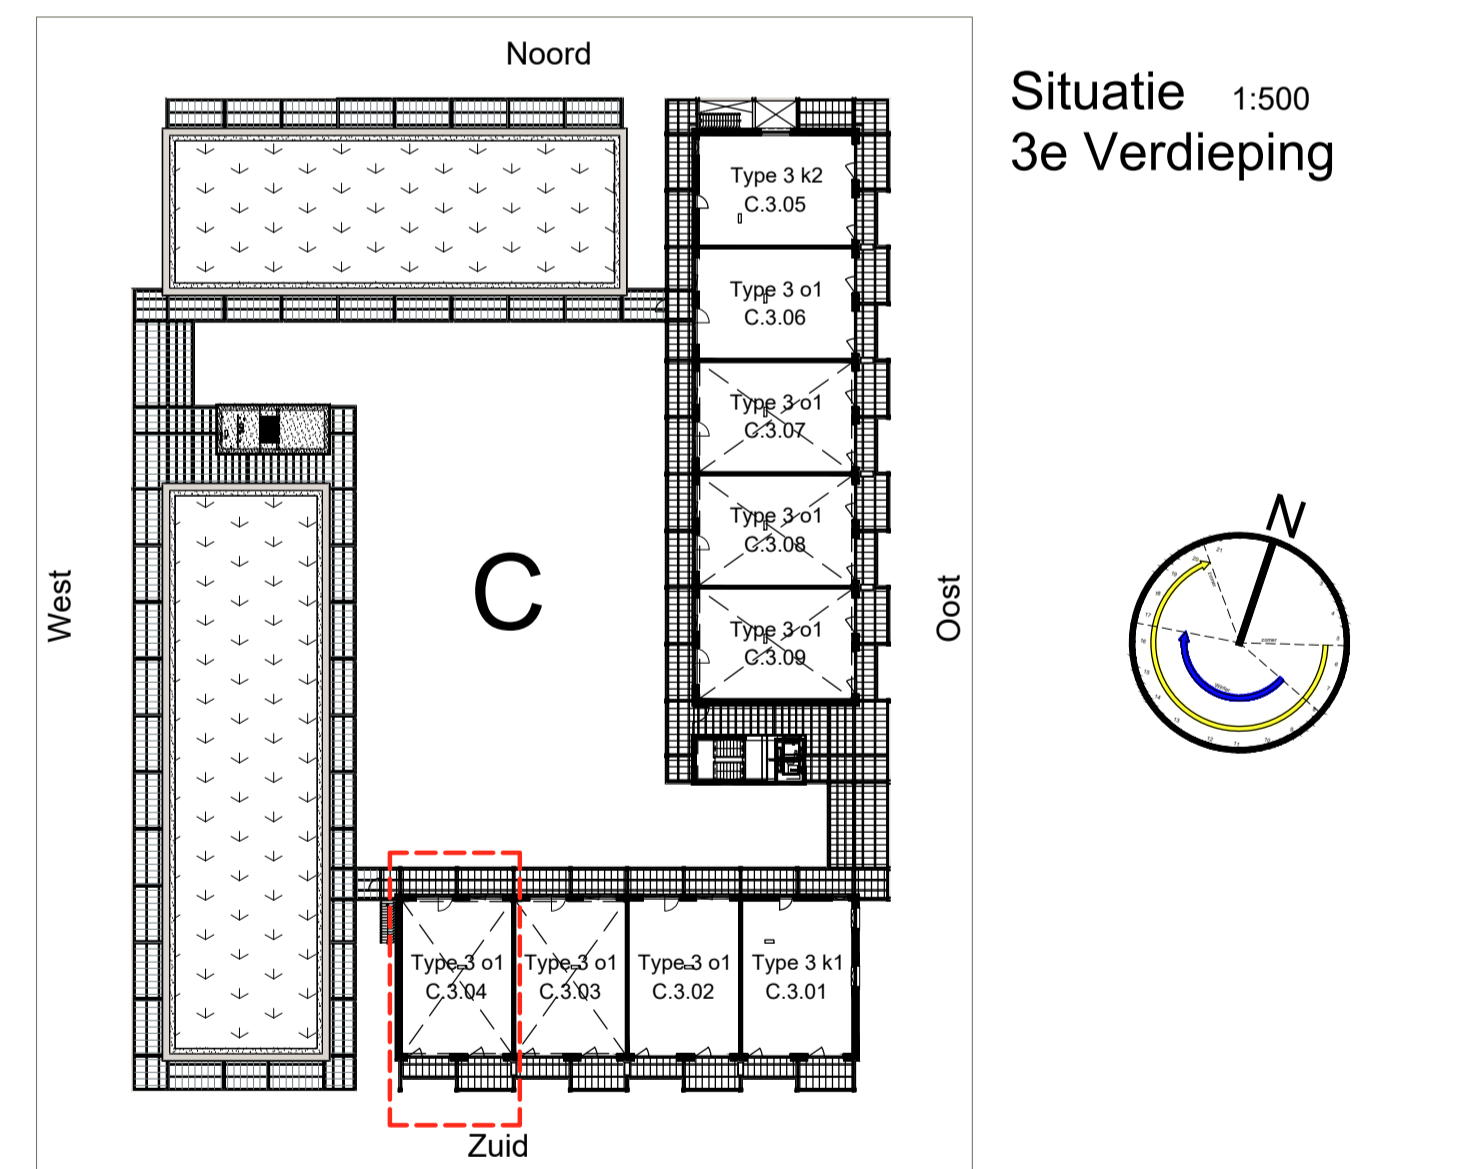 Noord
Situatie 1:500
3e Verdieping
Type 3 k2
C.3.05
Type 3 o1
C.3.06
Type 3 o1
C.3.07
Type 3 o1
C.3.08
Type 3 o1
C.3.09
C
West
Oost
N
zomer
Type 3 o1
C.3.04
Type 3 o1
C.3.03
Type 3 o1
C.3.02
Type 3 k1
C.3.01
Zuid